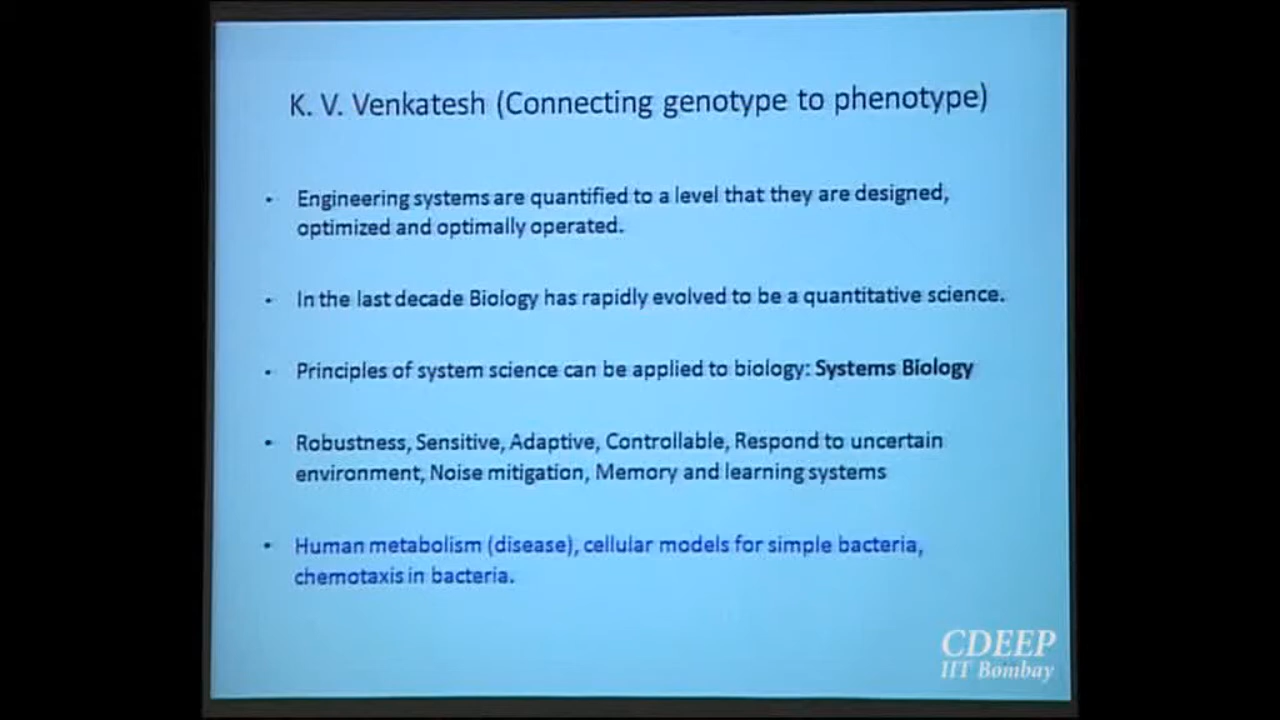 K. V. Venkatesh (Connecting genotype to phenotype)
• Engineering systems are quantified to a level that they are designed,
optimized and optimally operated.
• In the last decade Biology has rapidly evolved to be a quantitative science.
• Principles of system science can be applied to biology: Systems Biology
• Robustness, Sensitive, Adaptive, Controllable, Respond to uncertain
environment, Noise mitigation, Memory and learning systems
• Human metabolism (disease), cellular models for simple bacteria,
chemotaxis in bacteria.
CDEEP
IIT Bombay